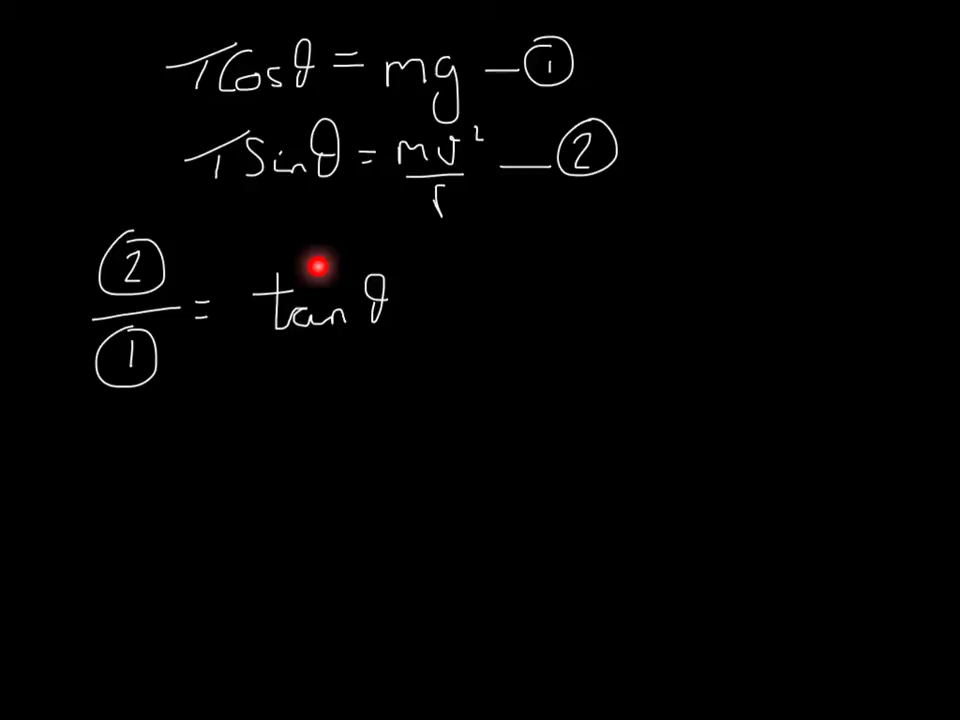 Tcosθ = mg — ①
Tsinθ = mv²/r — ②
②/① = tanθ